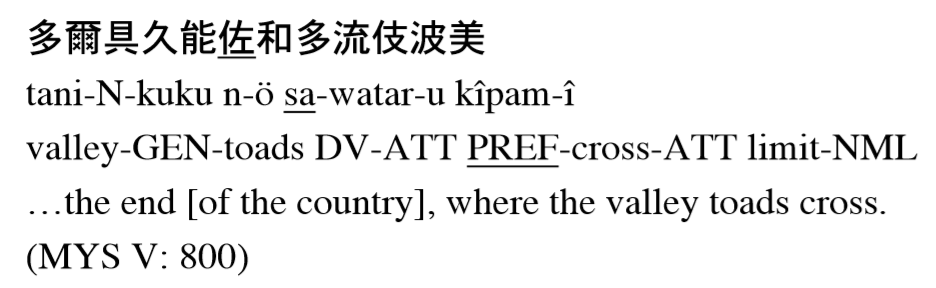 多爾具久能佐和多流伎波美
tani-N-kuku n-ö sa-watar-u kîpam-î
valley-GEN-toads DV-ATT PREF-cross-ATT limit-NML
…the end [of the country], where the valley toads cross.
(MYS V: 800)